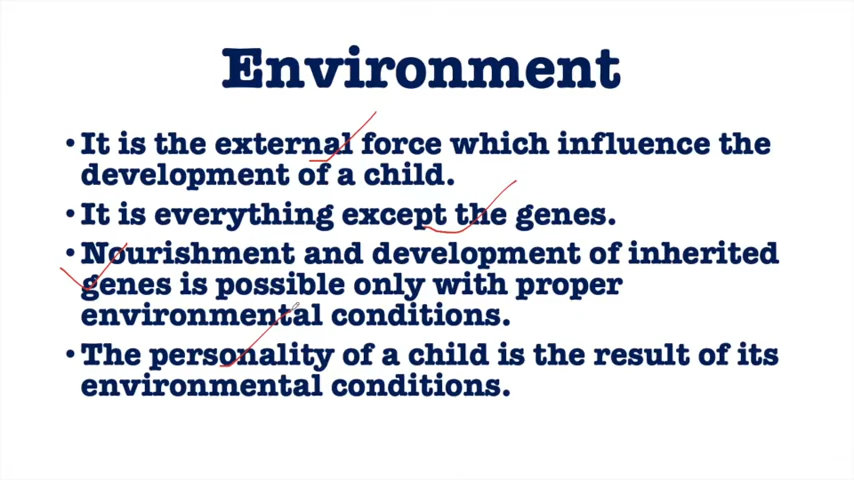 Environment
• It is the external force which influence the
development of a child.
• It is everything except the genes.
• Nourishment and development of inherited
genes is possible only with proper
environmental conditions.
• The personality of a child is the result of its
environmental conditions.